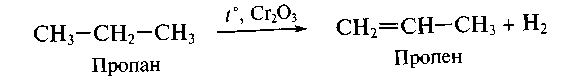 CH₃—CH₂—CH₃ t°, Cr₂O₃ CH₂=CH—CH₃ + H₂
Пропан Пропен